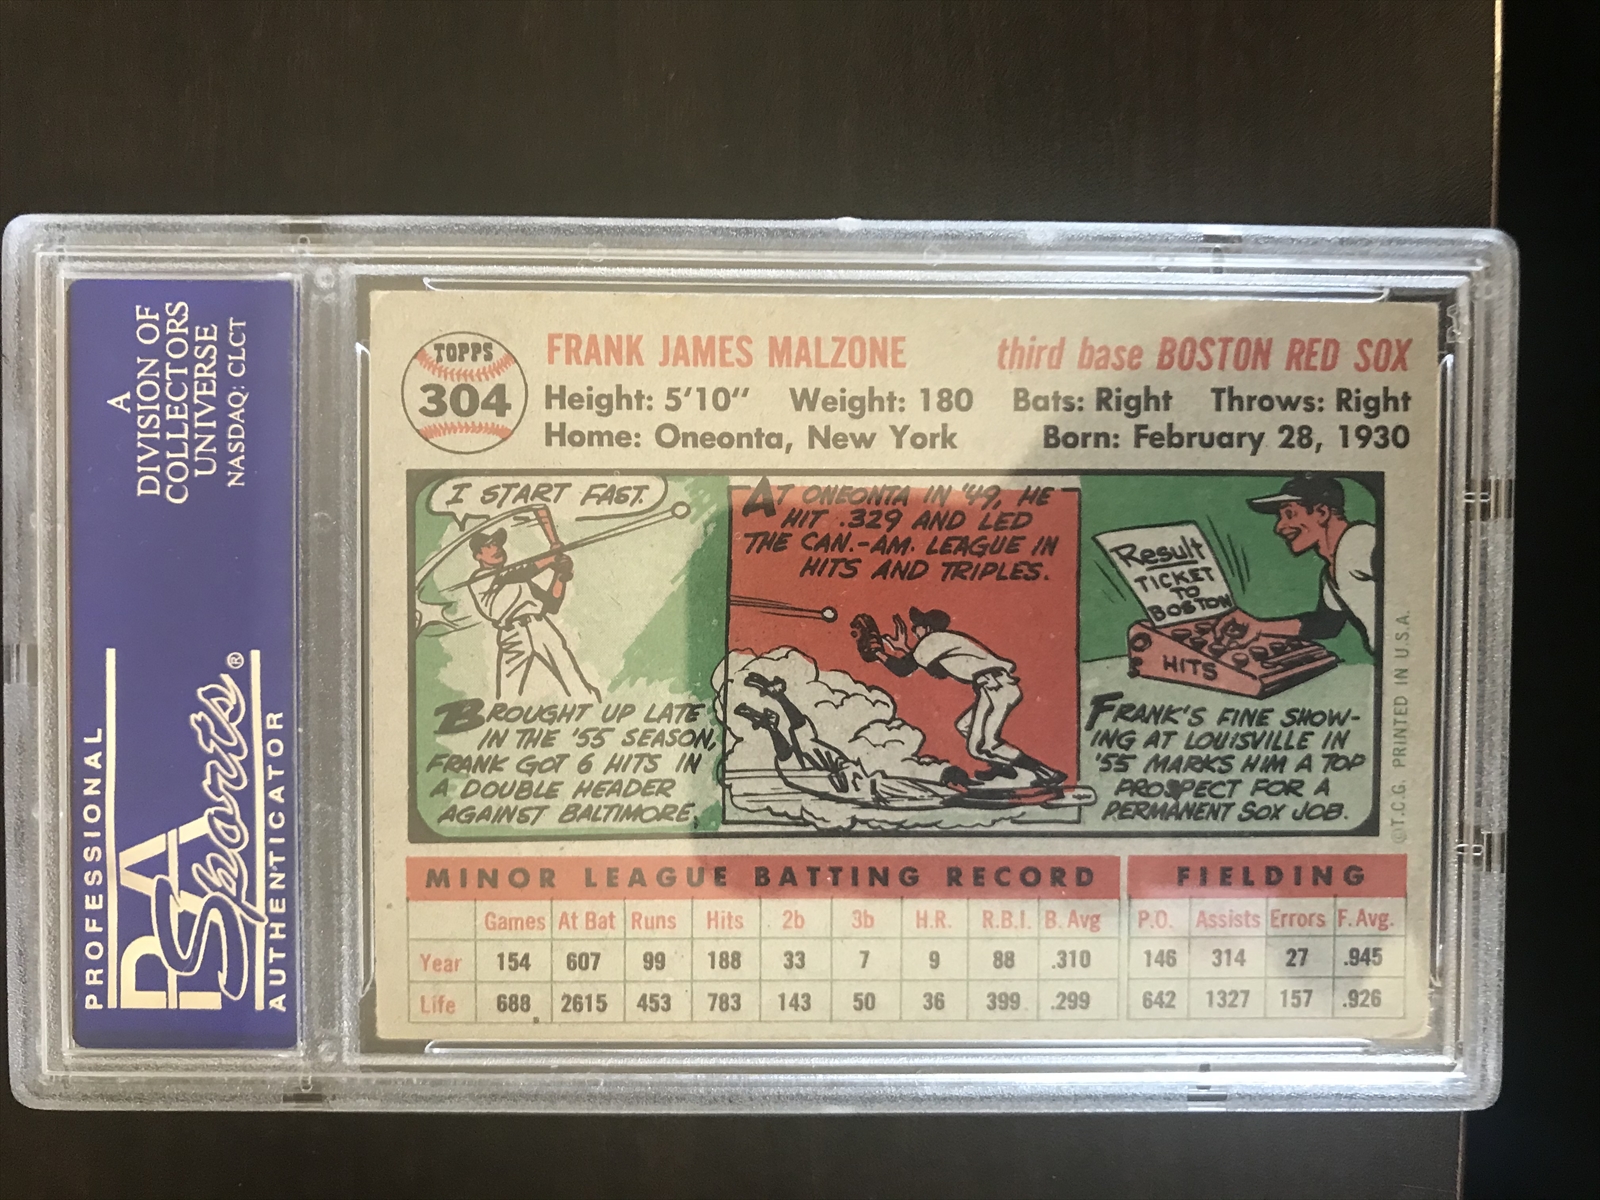 A
DIVISION OF
COLLECTORS
UNIVERSE
NASDAQ: CLCT
PROFESSIONAL
PSA
Sports®
AUTHENTICATOR
TOPPS
304
FRANK JAMES MALZONE third base BOSTON RED SOX
Height: 5'10" Weight: 180 Bats: Right Throws: Right
Home: Oneonta, New York Born: February 28, 1930
I START FAST.
BROUGHT UP LATE
IN THE '55 SEASON,
FRANK GOT 6 HITS IN
A DOUBLE HEADER
AGAINST BALTIMORE.
AT ONEONTA IN '49, HE
HIT .329 AND LED
THE CAN.-AM. LEAGUE IN
HITS AND TRIPLES.
Result
TICKET
TO
BOSTON
HITS
FRANK'S FINE SHOW-
ING AT LOUISVILLE IN
'55 MARKS HIM A TOP
PROSPECT FOR A
PERMANENT SOX JOB.
©T.C.G. PRINTED IN U.S.A.
MINOR LEAGUE BATTING RECORD FIELDING
Games At Bat Runs Hits 2b 3b H.R. R.B.I. B. Avg P.O. Assists Errors F. Avg.
Year 154 607 99 188 33 7 9 88 .310 146 314 27 .945
Life 688 2615 453 783 143 50 36 399 .299 642 1327 157 .926